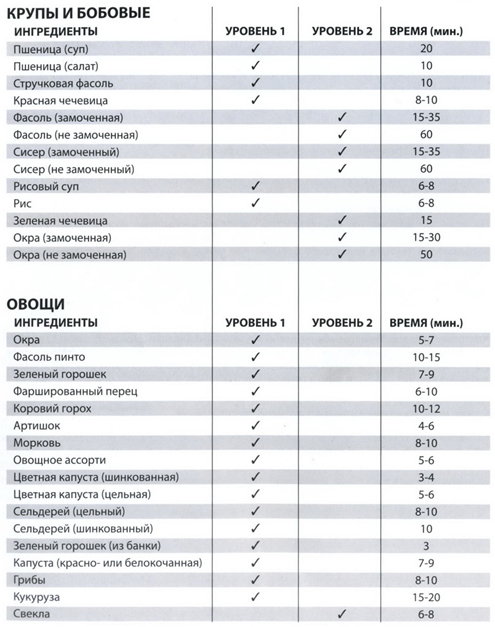 КРУПЫ И БОБОВЫЕ
ИНГРЕДИЕНТЫ УРОВЕНЬ 1 УРОВЕНЬ 2 ВРЕМЯ (мин.)
Пшеница (суп) ✓ 20
Пшеница (салат) ✓ 10
Стручковая фасоль ✓ 10
Красная чечевица ✓ 8-10
Фасоль (замоченная) ✓ 15-35
Фасоль (не замоченная) ✓ 60
Сисер (замоченный) ✓ 15-35
Сисер (не замоченный) ✓ 60
Рисовый суп ✓ 6-8
Рис ✓ 6-8
Зеленая чечевица ✓ 15
Окра (замоченная) ✓ 15-30
Окра (не замоченная) ✓ 50
ОВОЩИ
ИНГРЕДИЕНТЫ УРОВЕНЬ 1 УРОВЕНЬ 2 ВРЕМЯ (мин.)
Окра ✓ 5-7
Фасоль пинто ✓ 10-15
Зеленый горошек ✓ 7-9
Фаршированный перец ✓ 6-10
Коровий горох ✓ 10-12
Артишок ✓ 4-6
Морковь ✓ 8-10
Овощное ассорти ✓ 5-6
Цветная капуста (шинкованная) ✓ 3-4
Цветная капуста (цельная) ✓ 5-6
Сельдерей (цельный) ✓ 8-10
Сельдерей (шинкованный) ✓ 10
Зеленый горошек (из банки) ✓ 3
Капуста (красно- или белокочанная) ✓ 7-9
Грибы ✓ 8-10
Кукуруза ✓ 15-20
Свекла ✓ 6-8